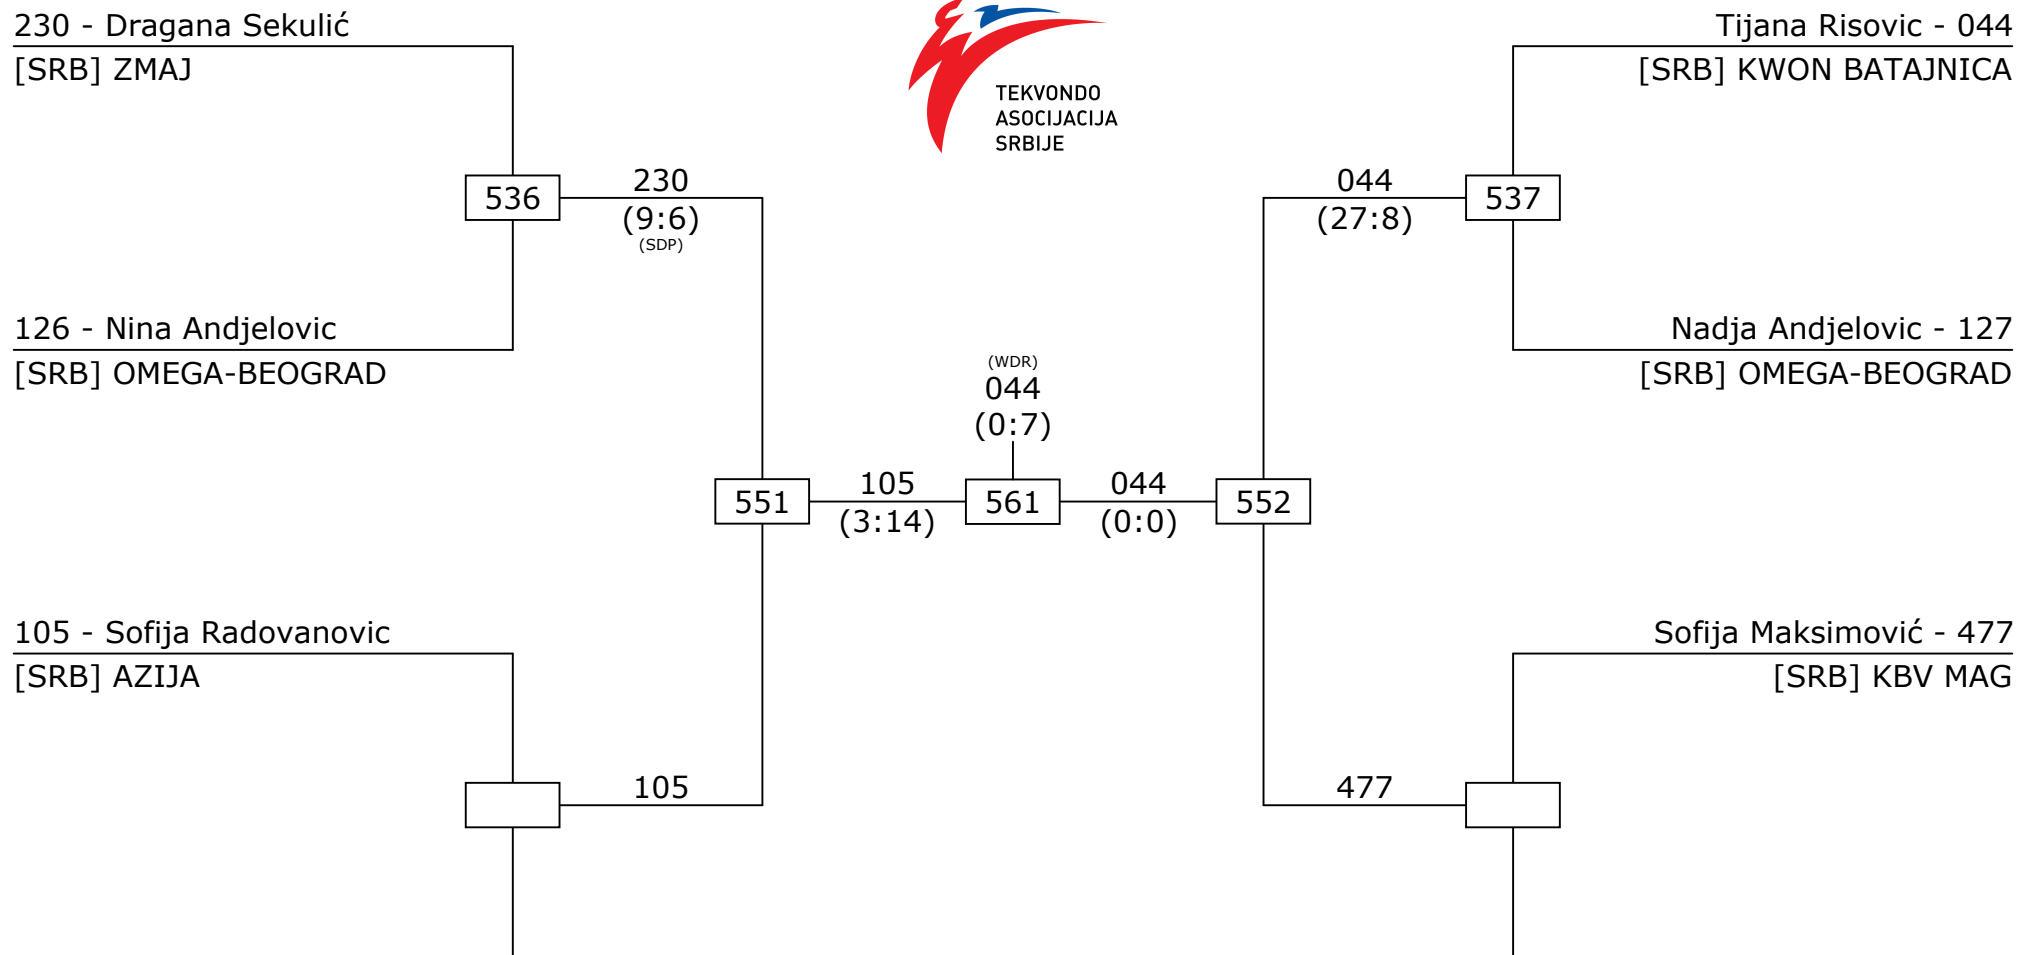 230 - Dragana Sekulić
[SRB] ZMAJ
TEKVONDO
ASOCIJACIJA
SRBIJE
Tijana Risovic - 044
[SRB] KWON BATAJNICA
536
230
(9:6)
(SDP)
044
(27:8)
537
126 - Nina Andjelovic
[SRB] OMEGA-BEOGRAD
Nadja Andjelovic - 127
[SRB] OMEGA-BEOGRAD
(WDR)
044
(0:7)
551
105
(3:14)
561
044
(0:0)
552
105 - Sofija Radovanovic
[SRB] AZIJA
Sofija Maksimović - 477
[SRB] KBV MAG
105
477